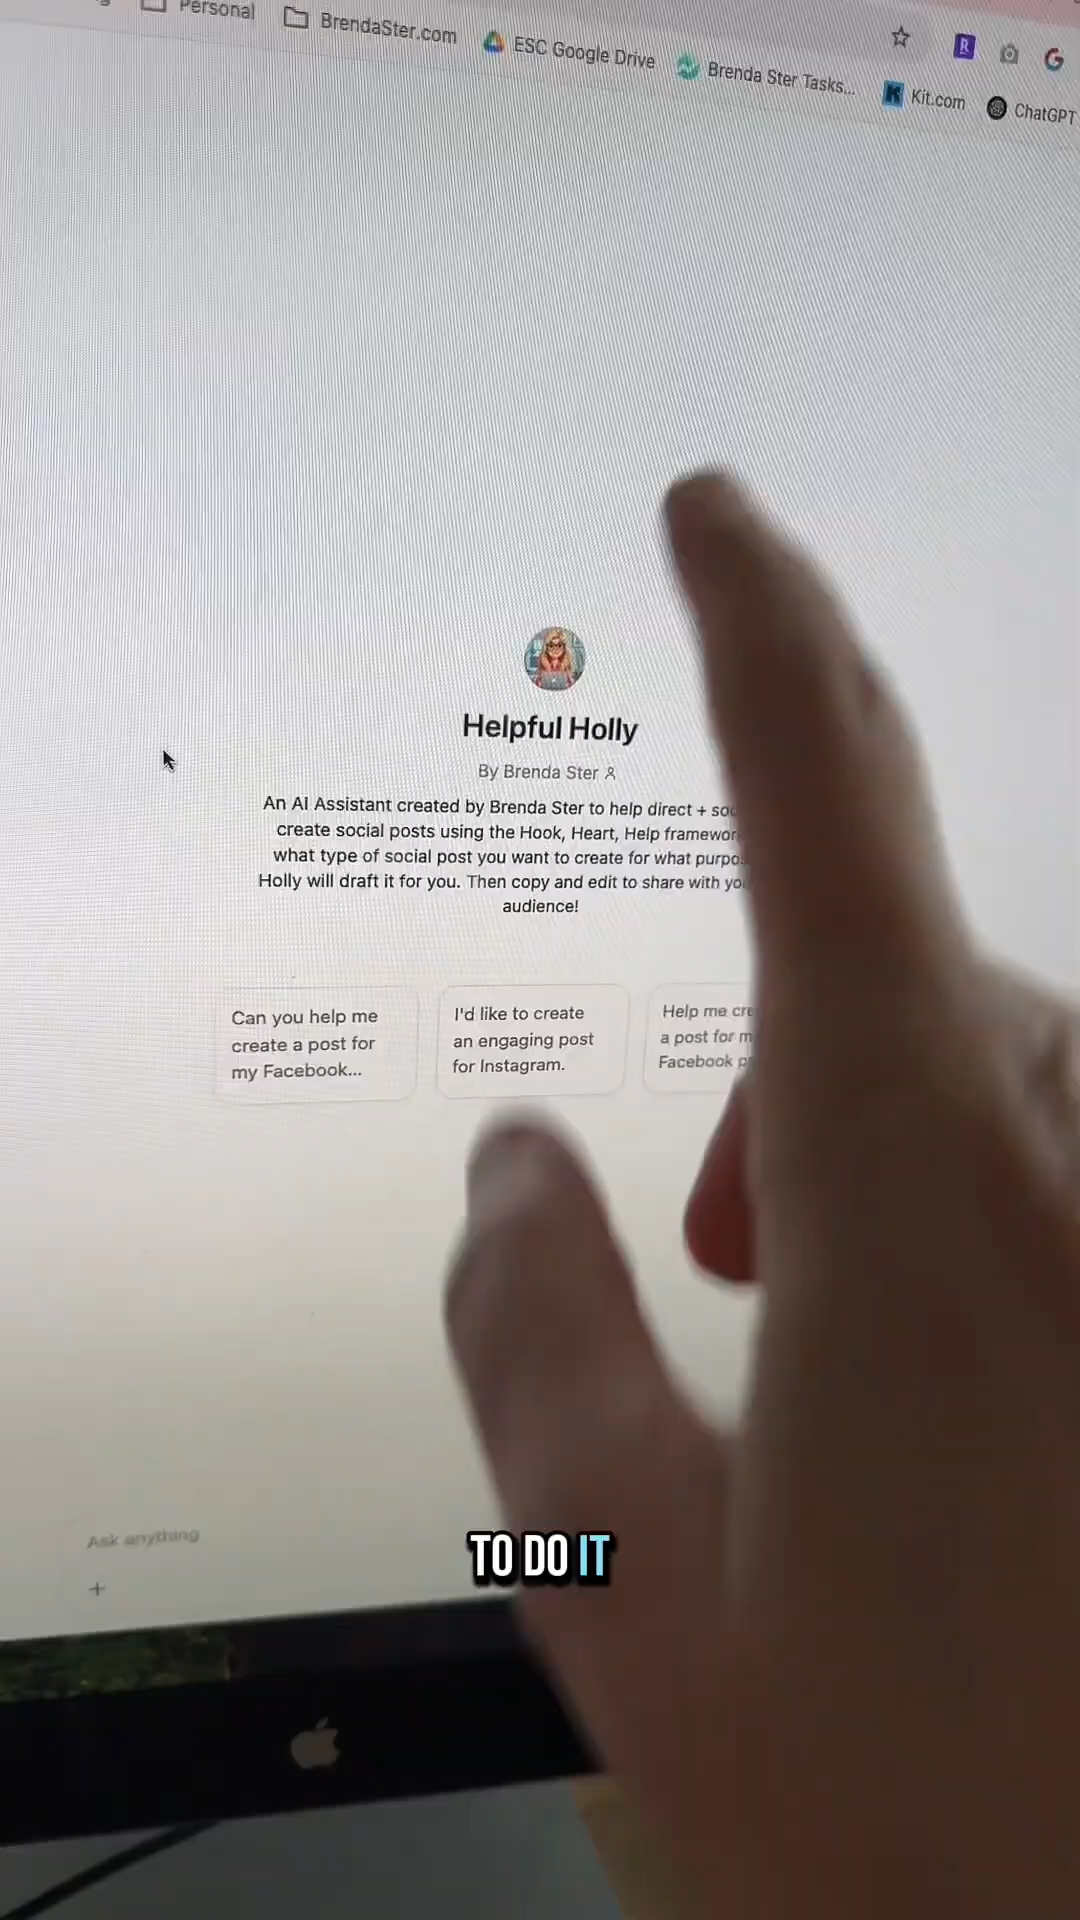 Personal
BrendaSter.com
ESC Google Drive
Brenda Ster Tasks...
Kit.com
ChatGPT
Helpful Holly
By Brenda Ster
An AI Assistant created by Brenda Ster to help direct +
create social posts using the Hook, Heart, Help
what type of social post you want to create for what
Holly will draft it for you. Then copy and edit to share with
audience!
Can you help me
create a post for
my Facebook...
I'd like to create
an engaging post
for Instagram.
Help me
a post for
Facebook
Ask anything
TO DO IT